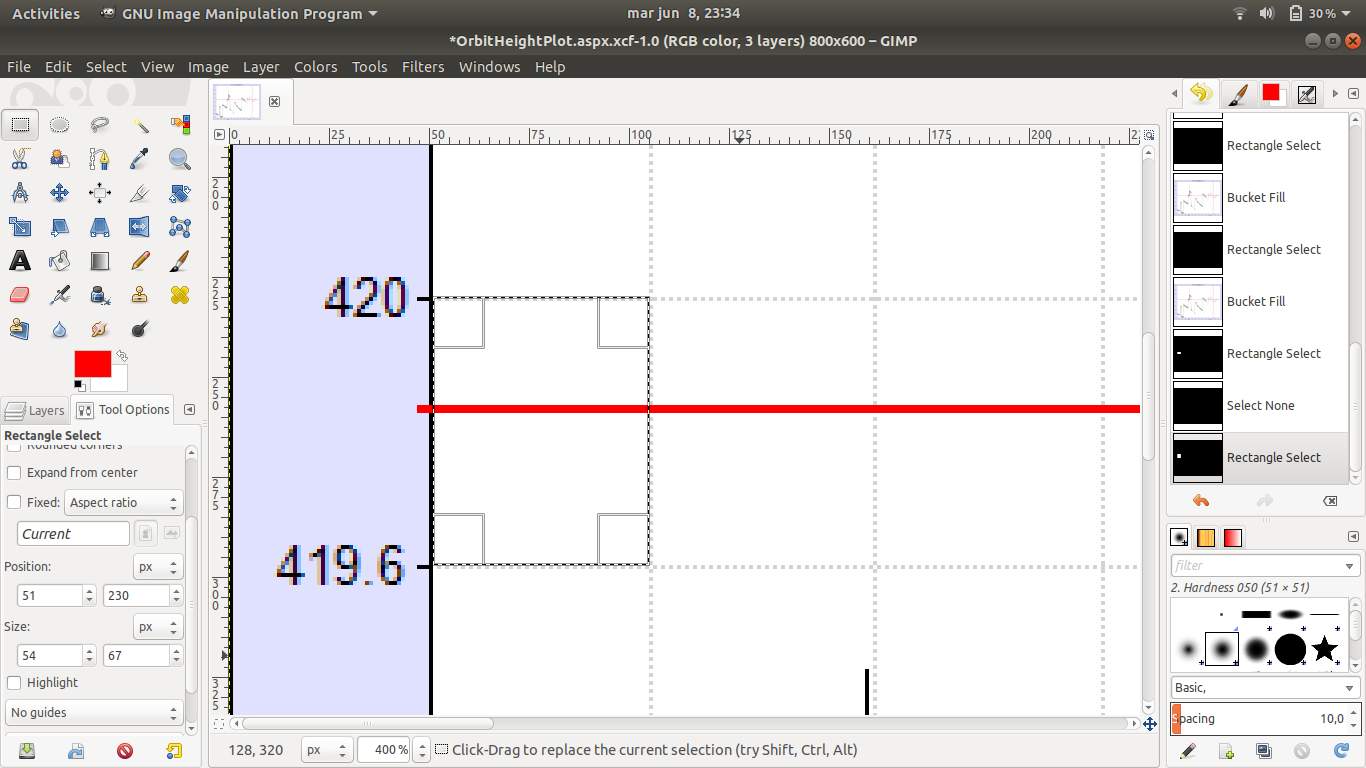 Activities GNU Image Manipulation Program mar jun 8, 23:34 30 %
*OrbitHeightPlot.aspx.xcf-1.0 (RGB color, 3 layers) 800x600 – GIMP
File Edit Select View Image Layer Colors Tools Filters Windows Help
0 25 50 75 100 125 150 175 200
200
225
250
275
300
325
420
419.6
Layers Tool Options
Rectangle Select
Rounded corners
Expand from center
Fixed: Aspect ratio
Current
Position: px
51 230
Size: px
54 67
Highlight
No guides
128, 320 px 400 % Click-Drag to replace the current selection (try Shift, Ctrl, Alt)
Rectangle Select
Bucket Fill
Rectangle Select
Bucket Fill
Rectangle Select
Select None
Rectangle Select
filter
2. Hardness 050 (51 × 51)
Basic,
Spacing 10,0